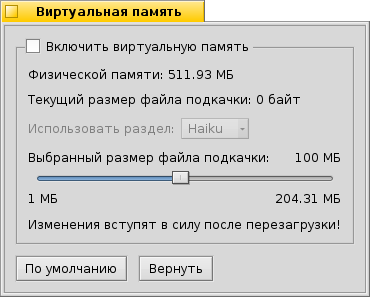 Виртуальная память
Включить виртуальную память
Физической памяти: 511.93 МБ
Текущий размер файла подкачки: 0 байт
Использовать раздел: Haiku
Выбранный размер файла подкачки: 100 МБ
1 МБ 204.31 МБ
Изменения вступят в силу после перезагрузки!
По умолчанию Вернуть